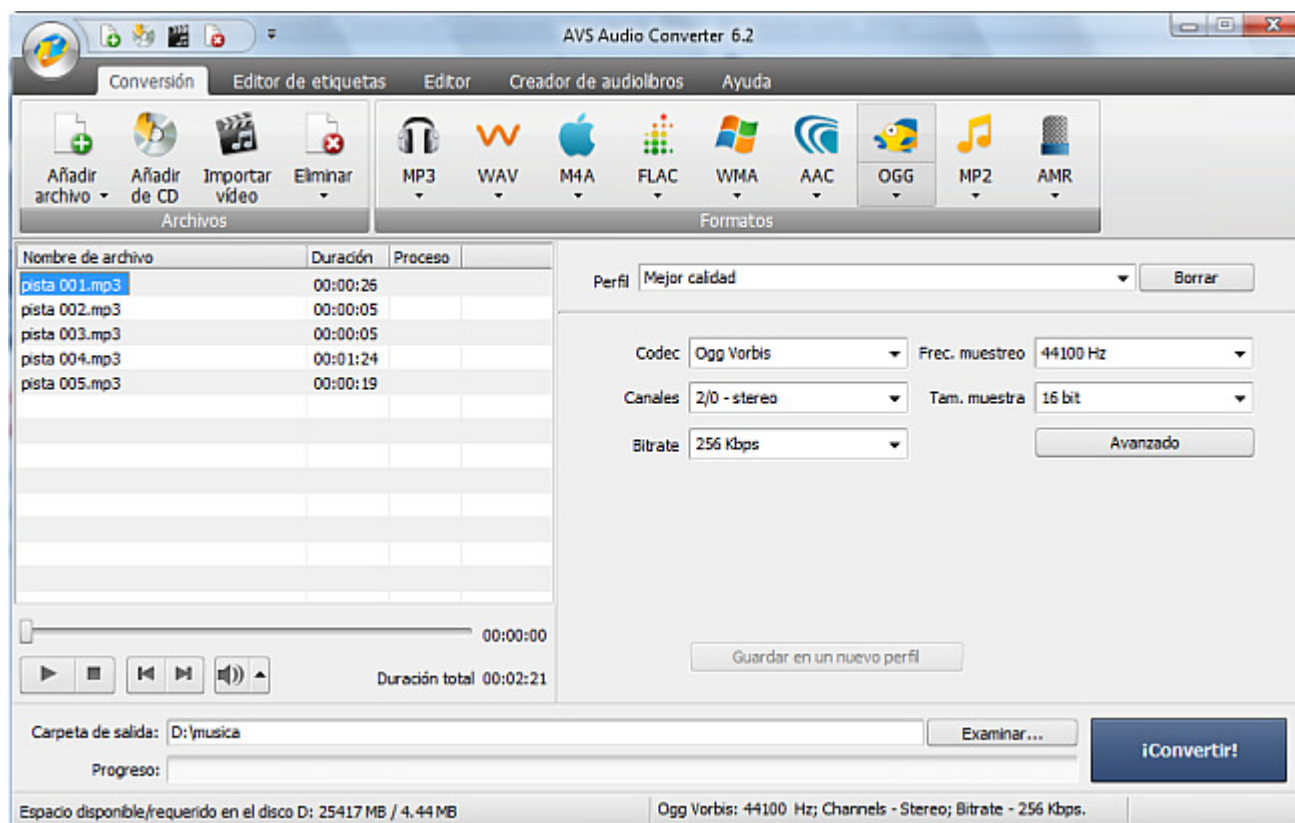 AVS Audio Converter 6.2
Conversión Editor de etiquetas Editor Creador de audiolibros Ayuda
Añadir archivo Añadir de CD Importar vídeo Eliminar MP3 WAV M4A FLAC WMA AAC OGG MP2 AMR
Archivos Formatos
Nombre de archivo Duración Proceso
pista 001.mp3 00:00:26
pista 002.mp3 00:00:05
pista 003.mp3 00:00:05
pista 004.mp3 00:01:24
pista 005.mp3 00:00:19
00:00:00
Duración total 00:02:21
Perfil Mejor calidad Borrar
Codec Ogg Vorbis Frec. muestreo 44100 Hz
Canales 2/0 - stereo Tam. muestra 16 bit
Bitrate 256 Kbps Avanzado
Guardar en un nuevo perfil
Carpeta de salida: D:\musica Examinar...
Progreso:
¡Convertir!
Espacio disponible/requerido en el disco D: 25417 MB / 4.44 MB
Ogg Vorbis: 44100 Hz; Channels - Stereo; Bitrate - 256 Kbps.